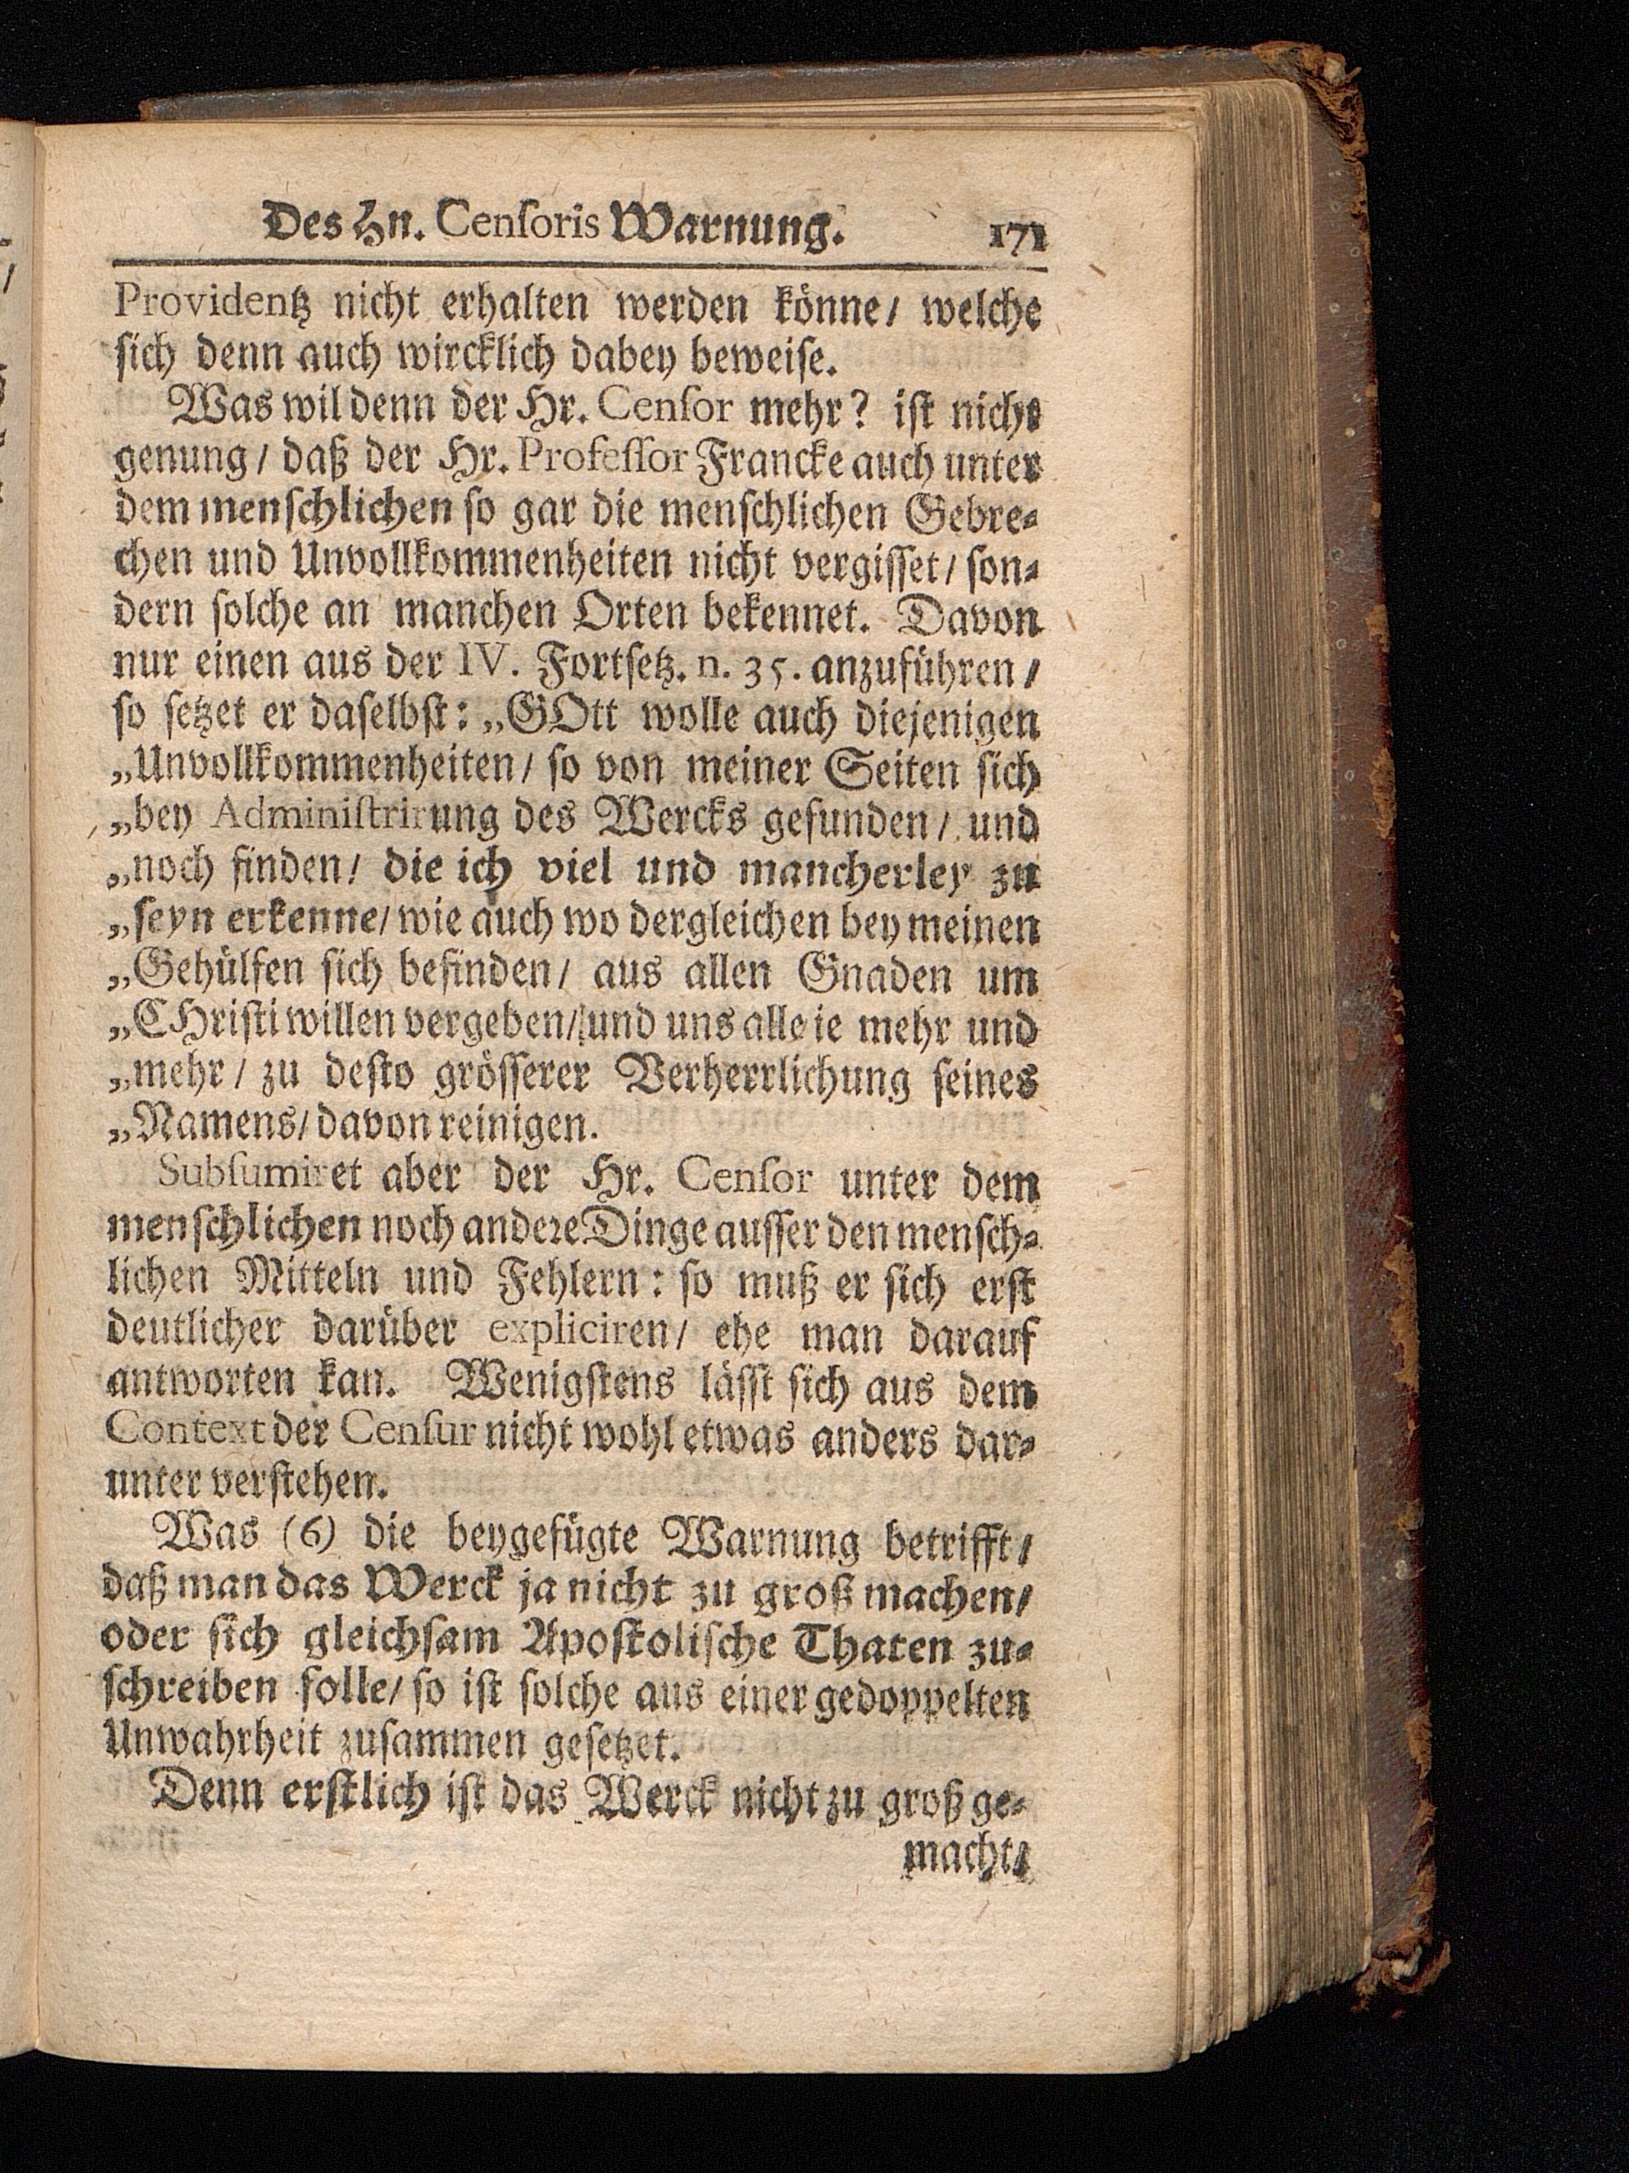 Des Hn. Cenſoris Warnung. 171
Providentz nicht erhalten werden könne/ welche
ſich denn auch wircklich dabey beweiſe.
Was wil denn der Hr. Cenſor mehr? iſt nicht
genung/ daß der Hr. Profeſſor Francke auch unter
dem menſchlichen ſo gar die menſchlichen Gebre-
chen und Unvollkommenheiten nicht vergiſſet/ ſon-
dern ſolche an manchen Orten bekennet. Davon
nur einen aus der IV. Fortſetz. n. 35. anzuführen/
ſo ſetzet er daſelbſt: „GOtt wolle auch diejenigen
„Unvollkommenheiten/ ſo von meiner Seiten ſich
„bey Adminiſtrirung des Wercks gefunden/ und
„noch finden/ die ich viel und mancherley zu
„ſeyn erkenne/ wie auch wo dergleichen bey meinen
„Gehülfen ſich befinden/ aus allen Gnaden um
„CHriſti willen vergeben/ und uns alle ie mehr und
„mehr/ zu deſto gröſſerer Verherrlichung ſeines
„Namens/ davon reinigen.
Subſumiret aber der Hr. Cenſor unter dem
menſchlichen noch andere Dinge auſſer den menſch-
lichen Mitteln und Fehlern: ſo muß er ſich erſt
deutlicher darüber expliciren/ ehe man darauf
antworten kan. Wenigſtens läſſt ſich aus dem
Context der Cenſur nicht wohl etwas anders dar-
unter verſtehen.
Was (6) die beygefügte Warnung betrifft/
daß man das Werck ja nicht zu groß machen/
oder ſich gleichſam Apoſtoliſche Thaten zu-
ſchreiben ſolle/ ſo iſt ſolche aus einer gedoppelten
Unwahrheit zuſammen geſetzet.
Denn erſtlich iſt das Werck nicht zu groß ge-
macht/